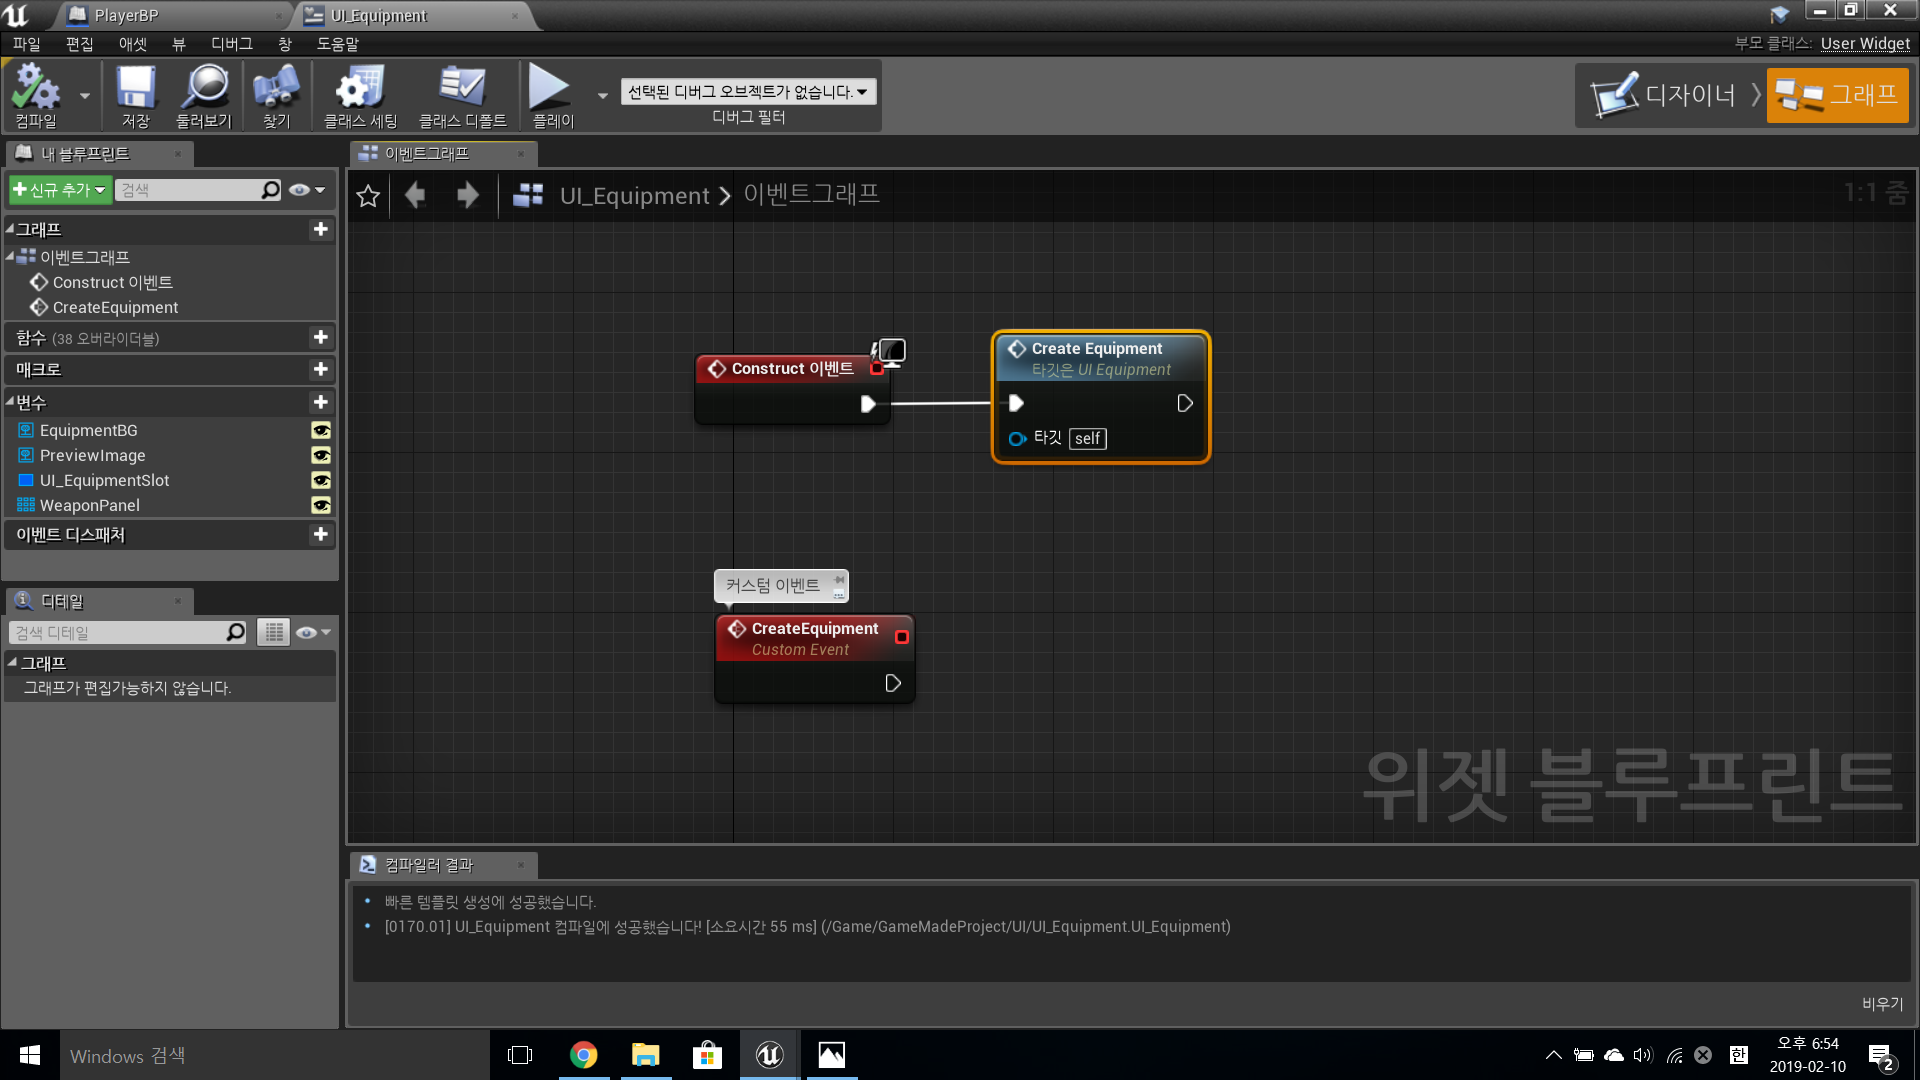 PlayerBP
UI_Equipment
파일 편집 애셋 뷰 디버그 창 도움말
부모 클래스: User Widget
컴파일
저장
둘러보기
찾기
클래스 세팅
클래스 디폴트
플레이
선택된 디버그 오브젝트가 없습니다.
디버그 필터
디자이너
그래프
내 블루프린트
신규 추가
검색
그래프
이벤트그래프
Construct 이벤트
CreateEquipment
함수 (38 오버라이더블)
매크로
변수
EquipmentBG
PreviewImage
UI_EquipmentSlot
WeaponPanel
이벤트 디스패처
디테일
검색 디테일
그래프
그래프가 편집가능하지 않습니다.
이벤트그래프
UI_Equipment > 이벤트그래프
1:1 줌
Construct 이벤트
Create Equipment
타깃은 UI Equipment
타깃 self
커스텀 이벤트
CreateEquipment
Custom Event
위젯 블루프린트
컴파일러 결과
빠른 템플릿 생성에 성공했습니다.
[0170.01] UI_Equipment 컴파일에 성공했습니다! [소요시간 55 ms] (/Game/GameMadeProject/UI/UI_Equipment.UI_Equipment)
비우기
Windows 검색
한
오후 6:54
2019-02-10
2